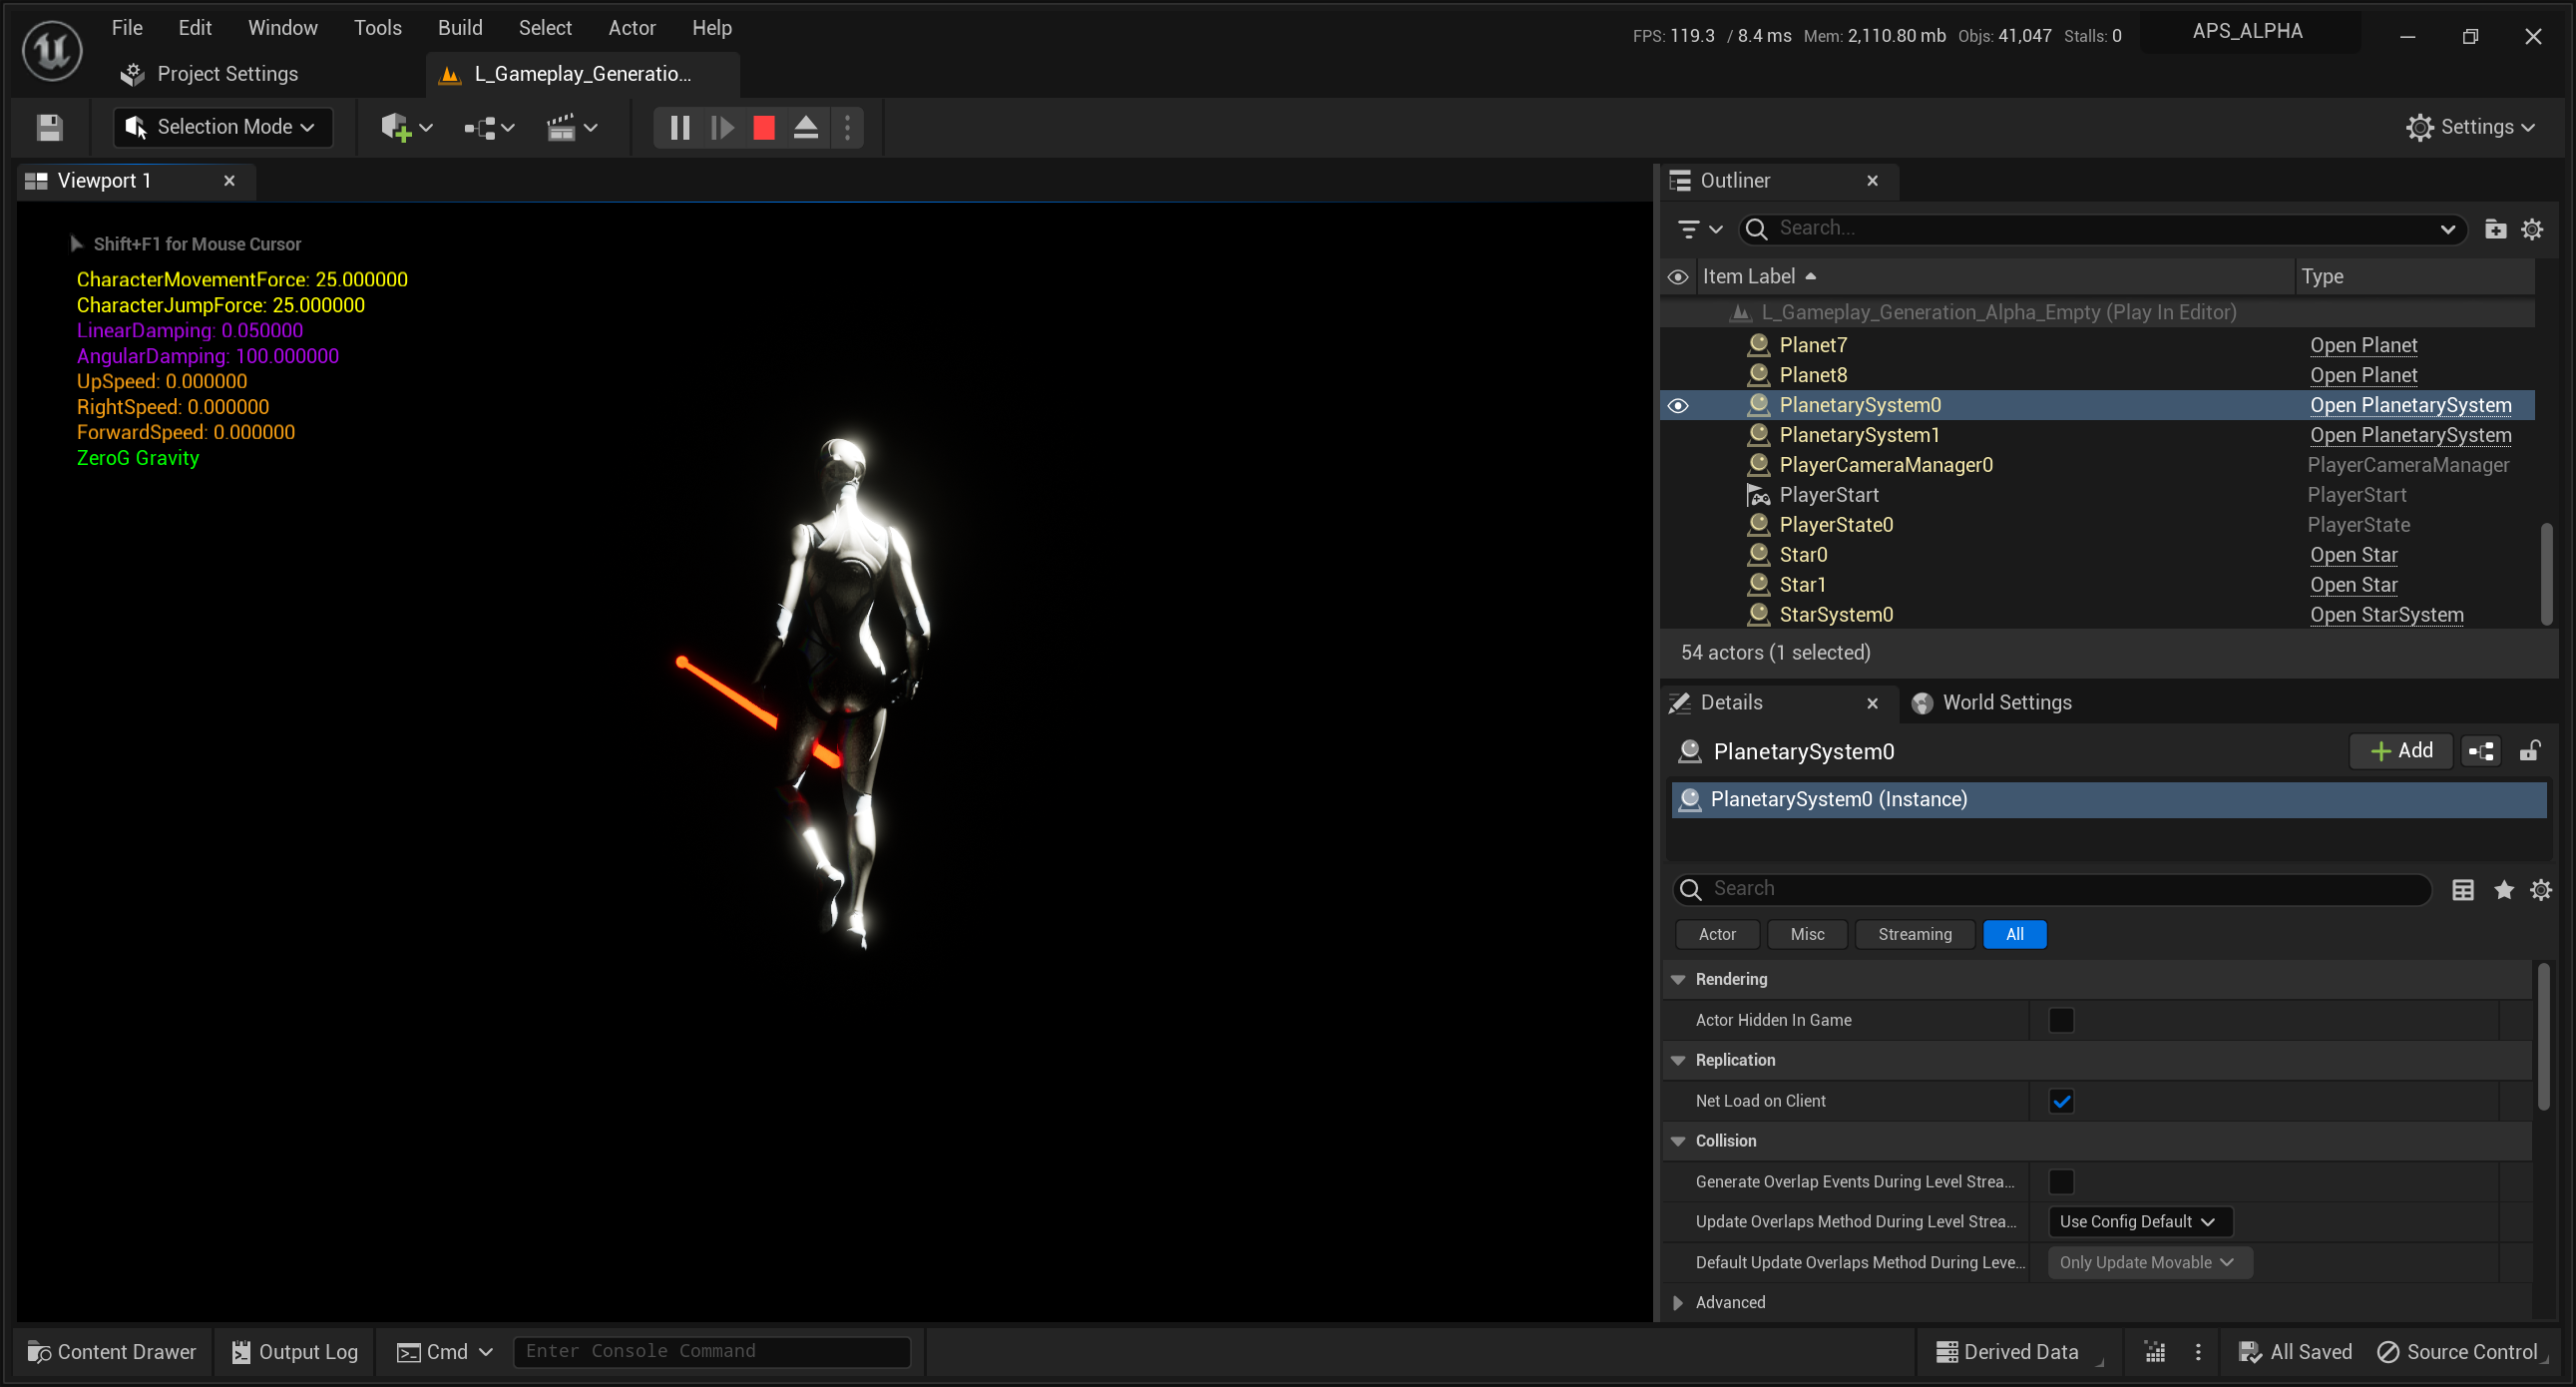 File Edit Window Tools Build Select Actor Help
FPS: 119.3 / 8.4 ms Mem: 2,110.80 mb Objs: 41,047 Stalls: 0
APS_ALPHA
Project Settings
L_Gameplay_Generatio...
Selection Mode
Settings
Viewport 1
Shift+F1 for Mouse Cursor
CharacterMovementForce: 25.000000
CharacterJumpForce: 25.000000
LinearDamping: 0.050000
AngularDamping: 100.000000
UpSpeed: 0.000000
RightSpeed: 0.000000
ForwardSpeed: 0.000000
ZeroG Gravity
Outliner
Search...
Item Label Type
L_Gameplay_Generation_Alpha_Empty (Play In Editor)
Planet7 Open Planet
Planet8 Open Planet
PlanetarySystem0 Open PlanetarySystem
PlanetarySystem1 Open PlanetarySystem
PlayerCameraManager0 PlayerCameraManager
PlayerStart PlayerStart
PlayerState0 PlayerState
Star0 Open Star
Star1 Open Star
StarSystem0 Open StarSystem
54 actors (1 selected)
Details
World Settings
PlanetarySystem0
Add
PlanetarySystem0 (Instance)
Search
Actor Misc Streaming All
Rendering
Actor Hidden In Game
Replication
Net Load on Client
Collision
Generate Overlap Events During Level Strea...
Update Overlaps Method During Level Strea... Use Config Default
Default Update Overlaps Method During Leve... Only Update Movable
Advanced
Content Drawer
Output Log
Cmd
Enter Console Command
Derived Data
All Saved
Source Control